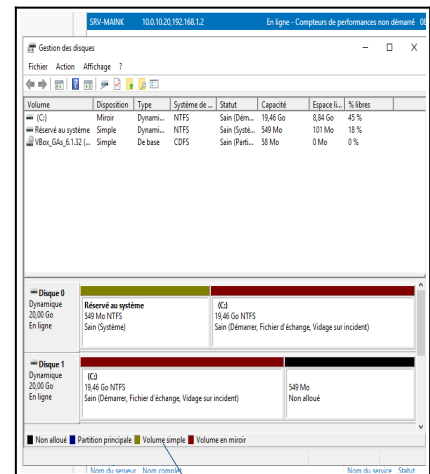 SRV-MAINK 10.0.10.20,192.168.1.2 En ligne - Compteurs de performances non démarré 08
Gestion des disques
Fichier Action Affichage ?
Volume Disposition Type Système de ... Statut Capacité Espace li... % libres
(C:) Miroir Dynami... NTFS Sain (Dém... 19,46 Go 8,84 Go 45 %
Réservé au système Simple Dynami... NTFS Sain (Systè... 549 Mo 101 Mo 18 %
VBox_GAs_6.1.32 (... Simple De base CDFS Sain (Parti... 58 Mo 0 Mo 0 %
Disque 0
Dynamique
20,00 Go
En ligne
Réservé au système
549 Mo NTFS
Sain (Système)
(C:)
19,46 Go NTFS
Sain (Démarrer, Fichier d'échange, Vidage sur incident)
Disque 1
Dynamique
20,00 Go
En ligne
(C:)
19,46 Go NTFS
Sain (Démarrer, Fichier d'échange, Vidage sur incident)
549 Mo
Non alloué
Non alloué Partition principale Volume simple Volume en miroir
Nom du serveur Nom complet Nom du service Statut